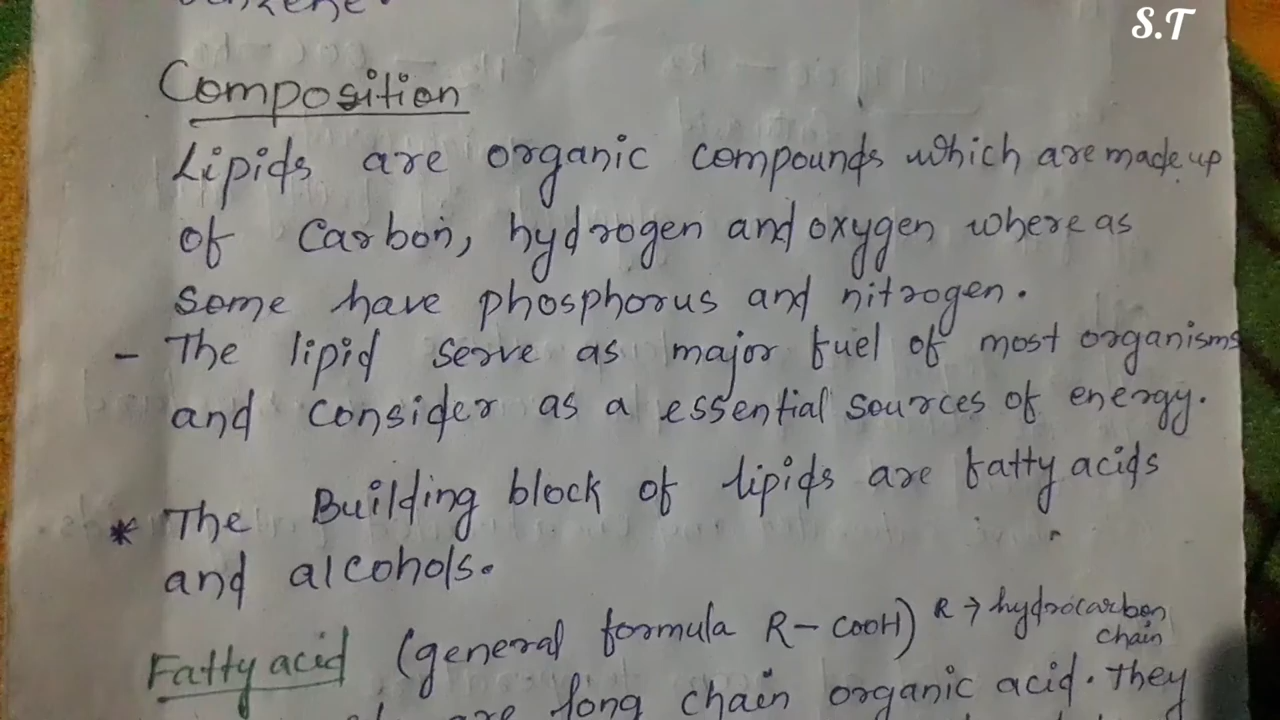 S.T
benzene.
Composition
Lipids are organic compounds which are made up
of Carbon, hydrogen and oxygen where as
some have phosphorus and nitrogen.
- The lipid serve as major fuel of most organisms
and consider as a essential sources of energy.
* The Building block of lipids are fatty acids
and alcohols.
Fatty acid (general formula R-COOH) R → hydrocarbon
chain
are long chain organic acid. They